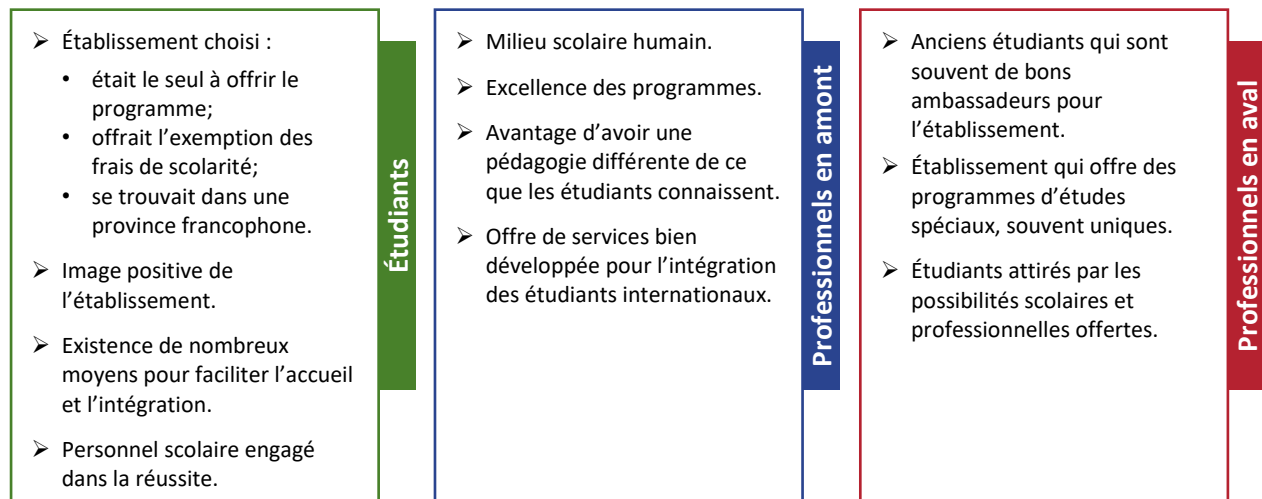 ➢ Établissement choisi :
• était le seul à offrir le
programme;
• offrait l’exemption des
frais de scolarité;
• se trouvait dans une
province francophone.
➢ Image positive de
l’établissement.
➢ Existence de nombreux
moyens pour faciliter l’accueil
et l’intégration.
➢ Personnel scolaire engagé
dans la réussite.
Étudiants
➢ Milieu scolaire humain.
➢ Excellence des programmes.
➢ Avantage d’avoir une
pédagogie différente de ce
que les étudiants connaissent.
➢ Offre de services bien
développée pour l’intégration
des étudiants internationaux.
Professionnels en amont
➢ Anciens étudiants qui sont
souvent de bons
ambassadeurs pour
l’établissement.
➢ Établissement qui offre des
programmes d’études
spéciaux, souvent uniques.
➢ Étudiants attirés par les
possibilités scolaires et
professionnelles offertes.
Professionnels en aval